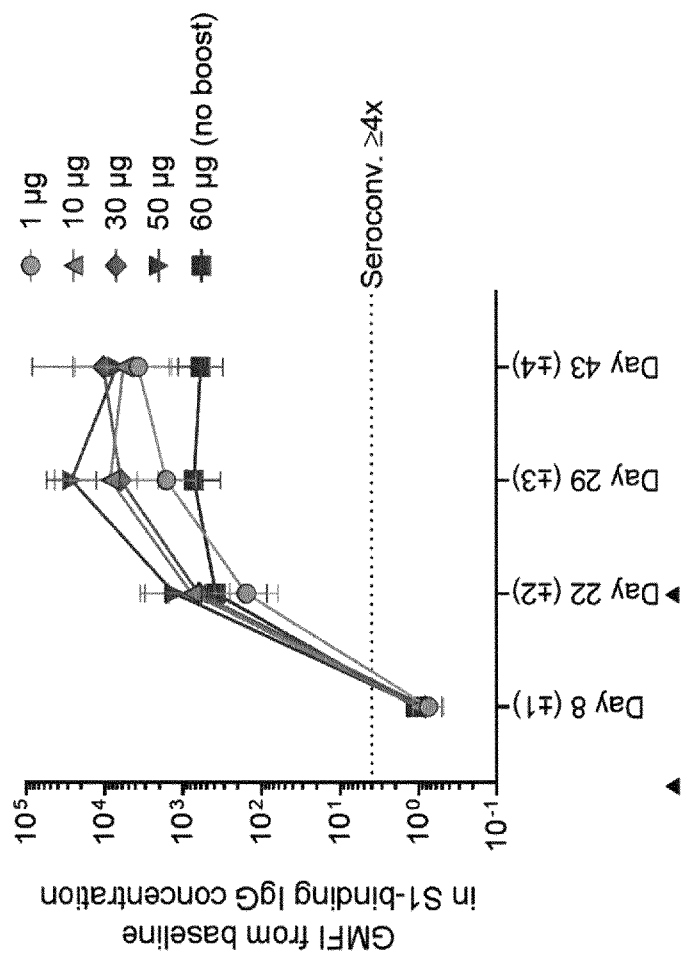 1 µg
10 µg
30 µg
50 µg
60 µg (no boost)
Seroconv. ≥4x
GMFI from baseline
in S1-binding IgG concentration
10⁵
10⁴
10³
10²
10¹
10⁰
10⁻¹
Day 8 (±1)
Day 22 (±2)
Day 29 (±3)
Day 43 (±4)